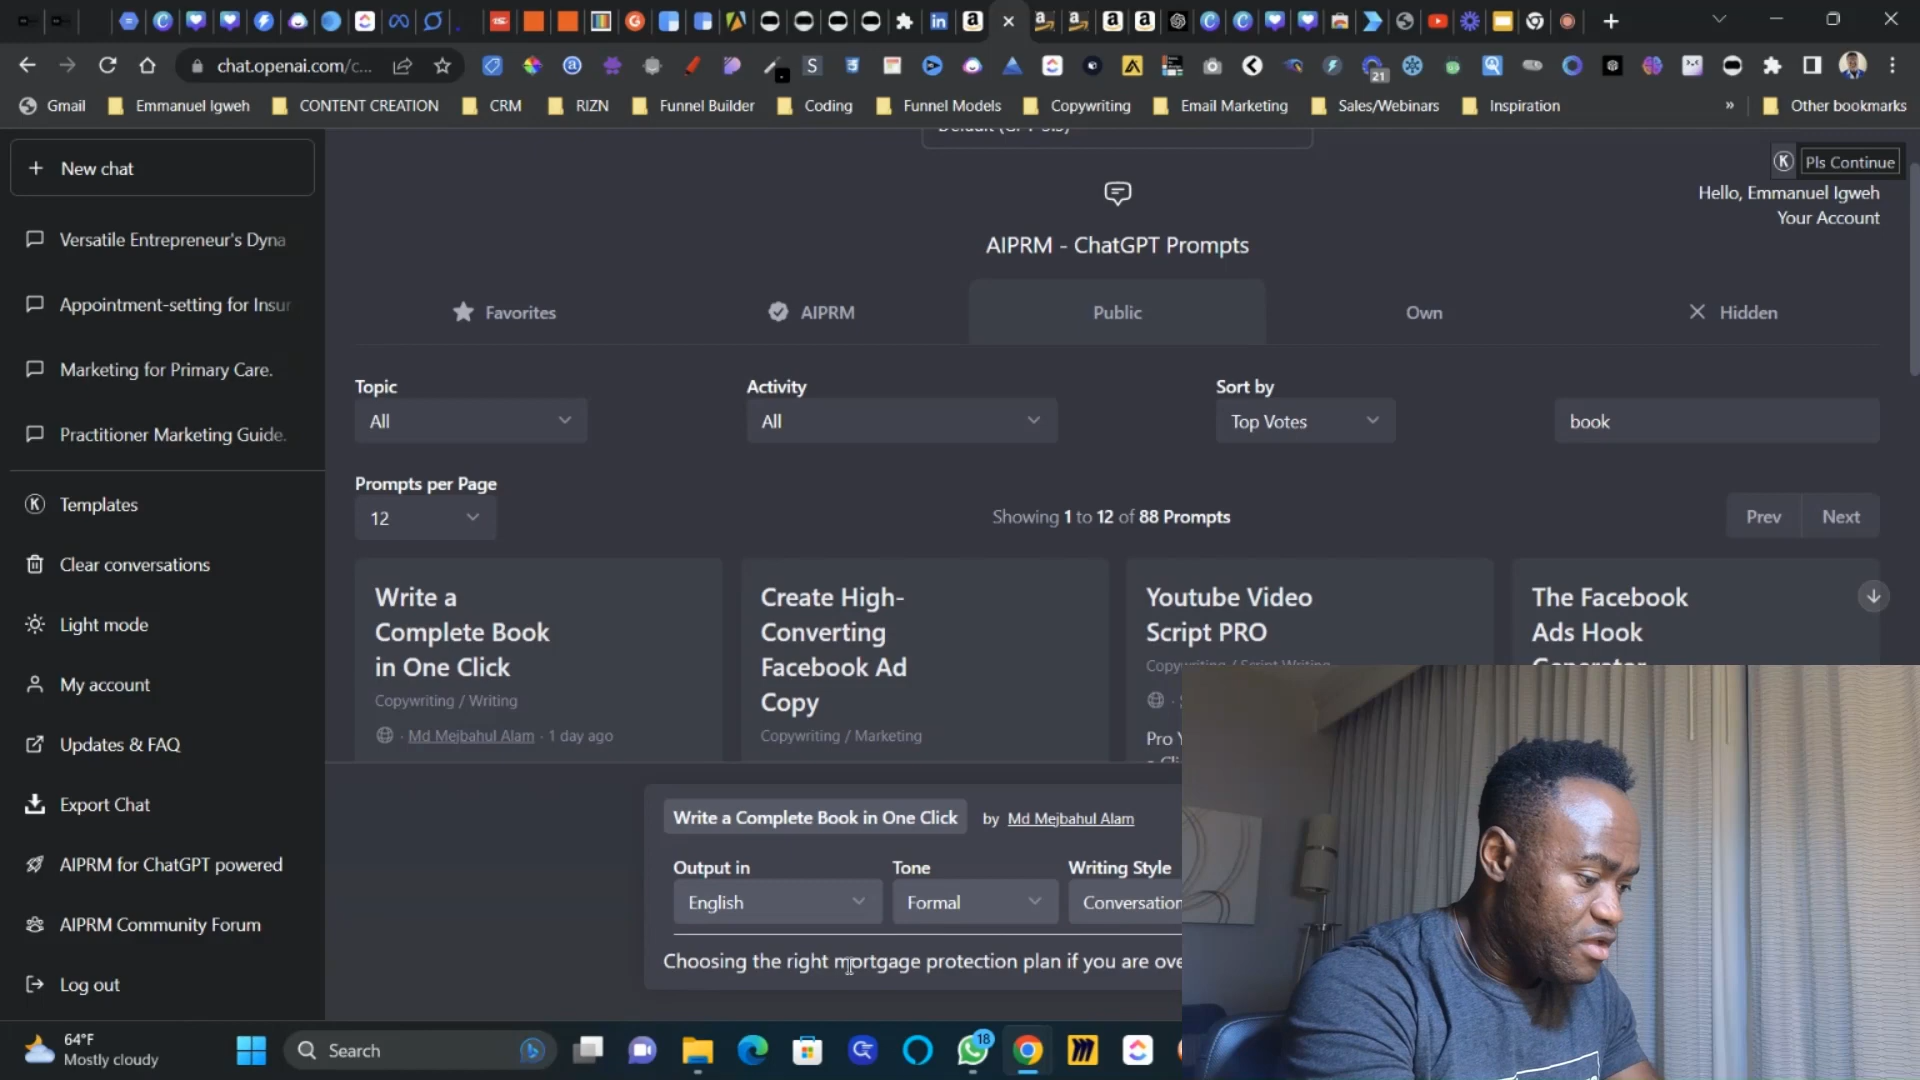 chat.openai.com/c...
21
Gmail
Emmanuel Igweh
CONTENT CREATION
CRM
RIZN
Funnel Builder
Coding
Funnel Models
Copywriting
Email Marketing
Sales/Webinars
Inspiration
»
Other bookmarks
New chat
Versatile Entrepreneur's Dyna
Appointment-setting for Insur
Marketing for Primary Care.
Practitioner Marketing Guide.
Templates
Clear conversations
Light mode
My account
Updates & FAQ
Export Chat
AIPRM for ChatGPT powered
AIPRM Community Forum
Log out
Pls Continue
Hello, Emmanuel Igweh
Your Account
AIPRM - ChatGPT Prompts
Favorites
AIPRM
Public
Own
Hidden
Topic
All
Activity
All
Sort by
Top Votes
book
Prompts per Page
12
Showing 1 to 12 of 88 Prompts
Prev
Next
Write a
Complete Book
in One Click
Copywriting / Writing
· Md Mejbahul Alam · 1 day ago
Create High-
Converting
Facebook Ad
Copy
Copywriting / Marketing
Youtube Video
Script PRO
Copywriting / Script Writing
Pro
The Facebook
Ads Hook
Generator
Write a Complete Book in One Click by Md Mejbahul Alam
Output in
English
Tone
Formal
Writing Style
Conversation
Choosing the right mortgage protection plan if you are ove
64°F
Mostly cloudy
Search
18